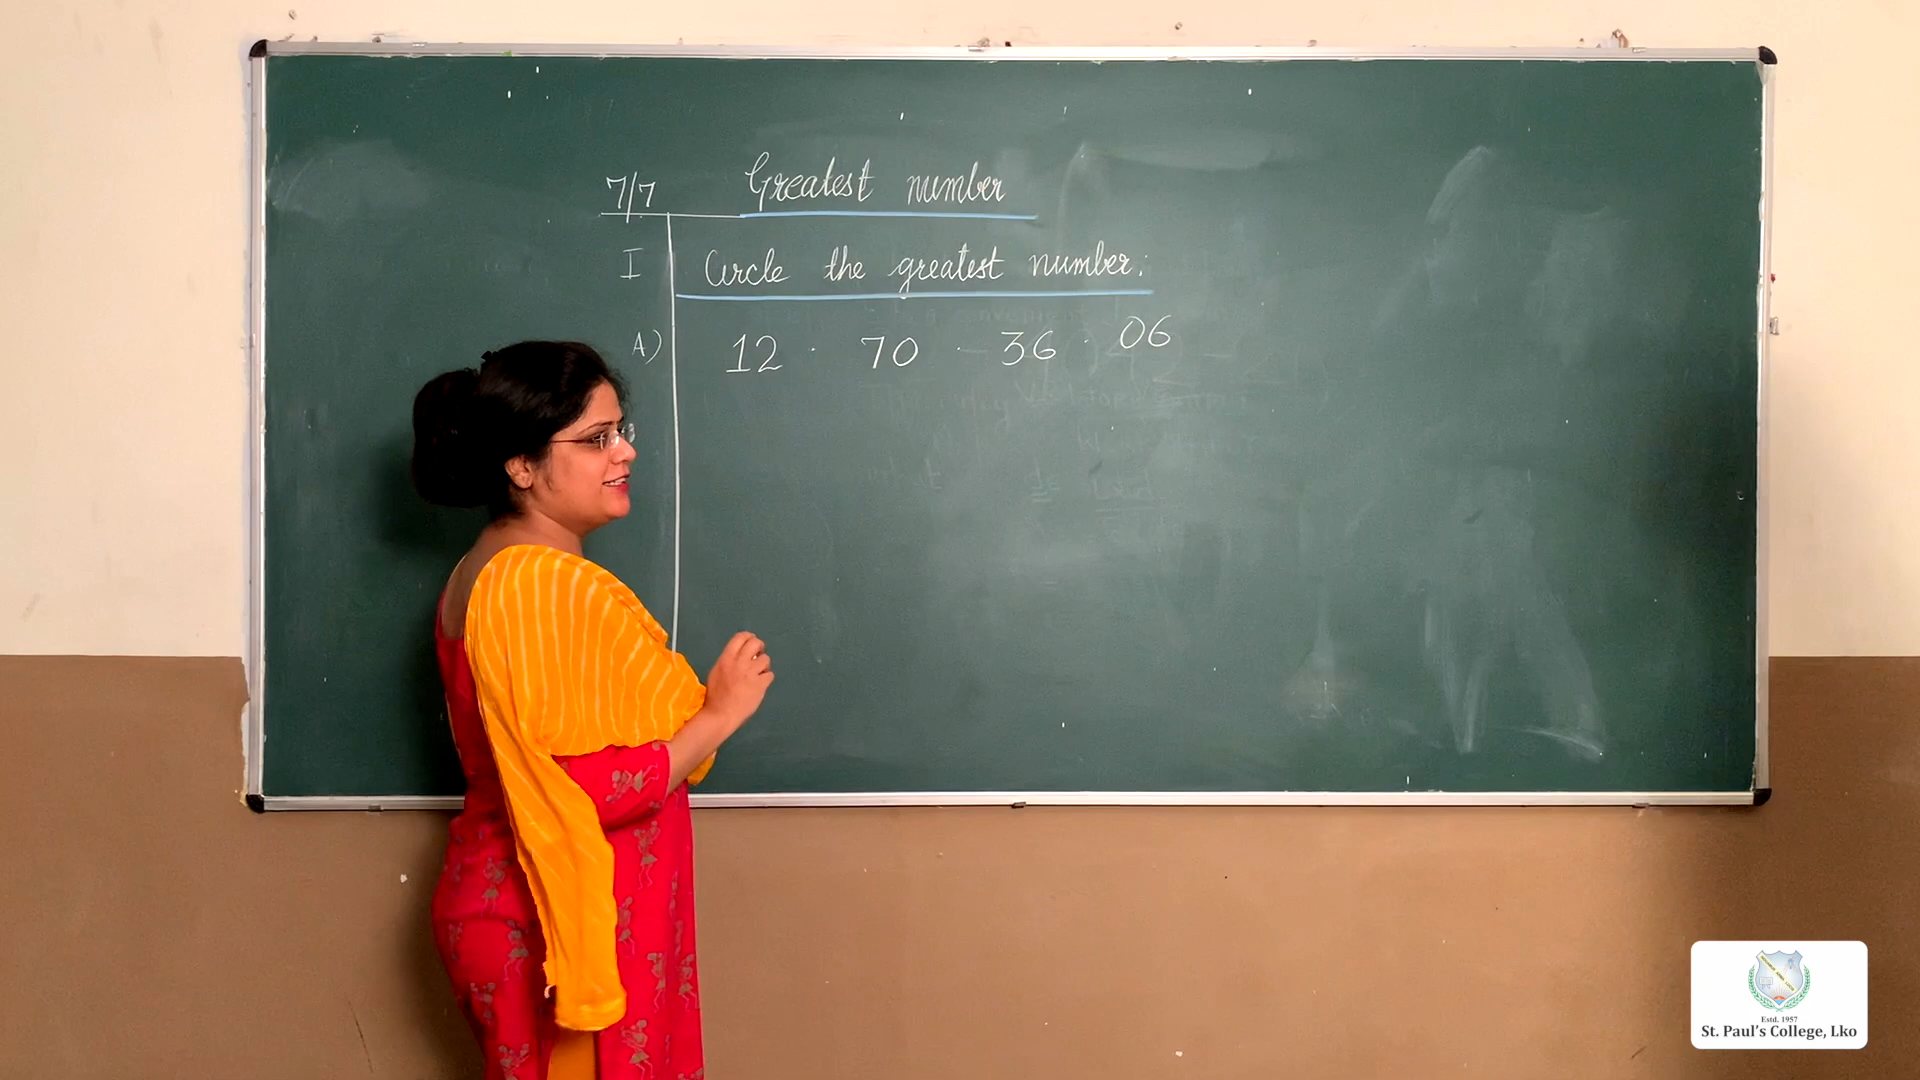 7/7 Greatest number
I Circle the greatest number:
A) 12 . 70 . 36 . 06
Estd. 1957
St. Paul's College, Lko